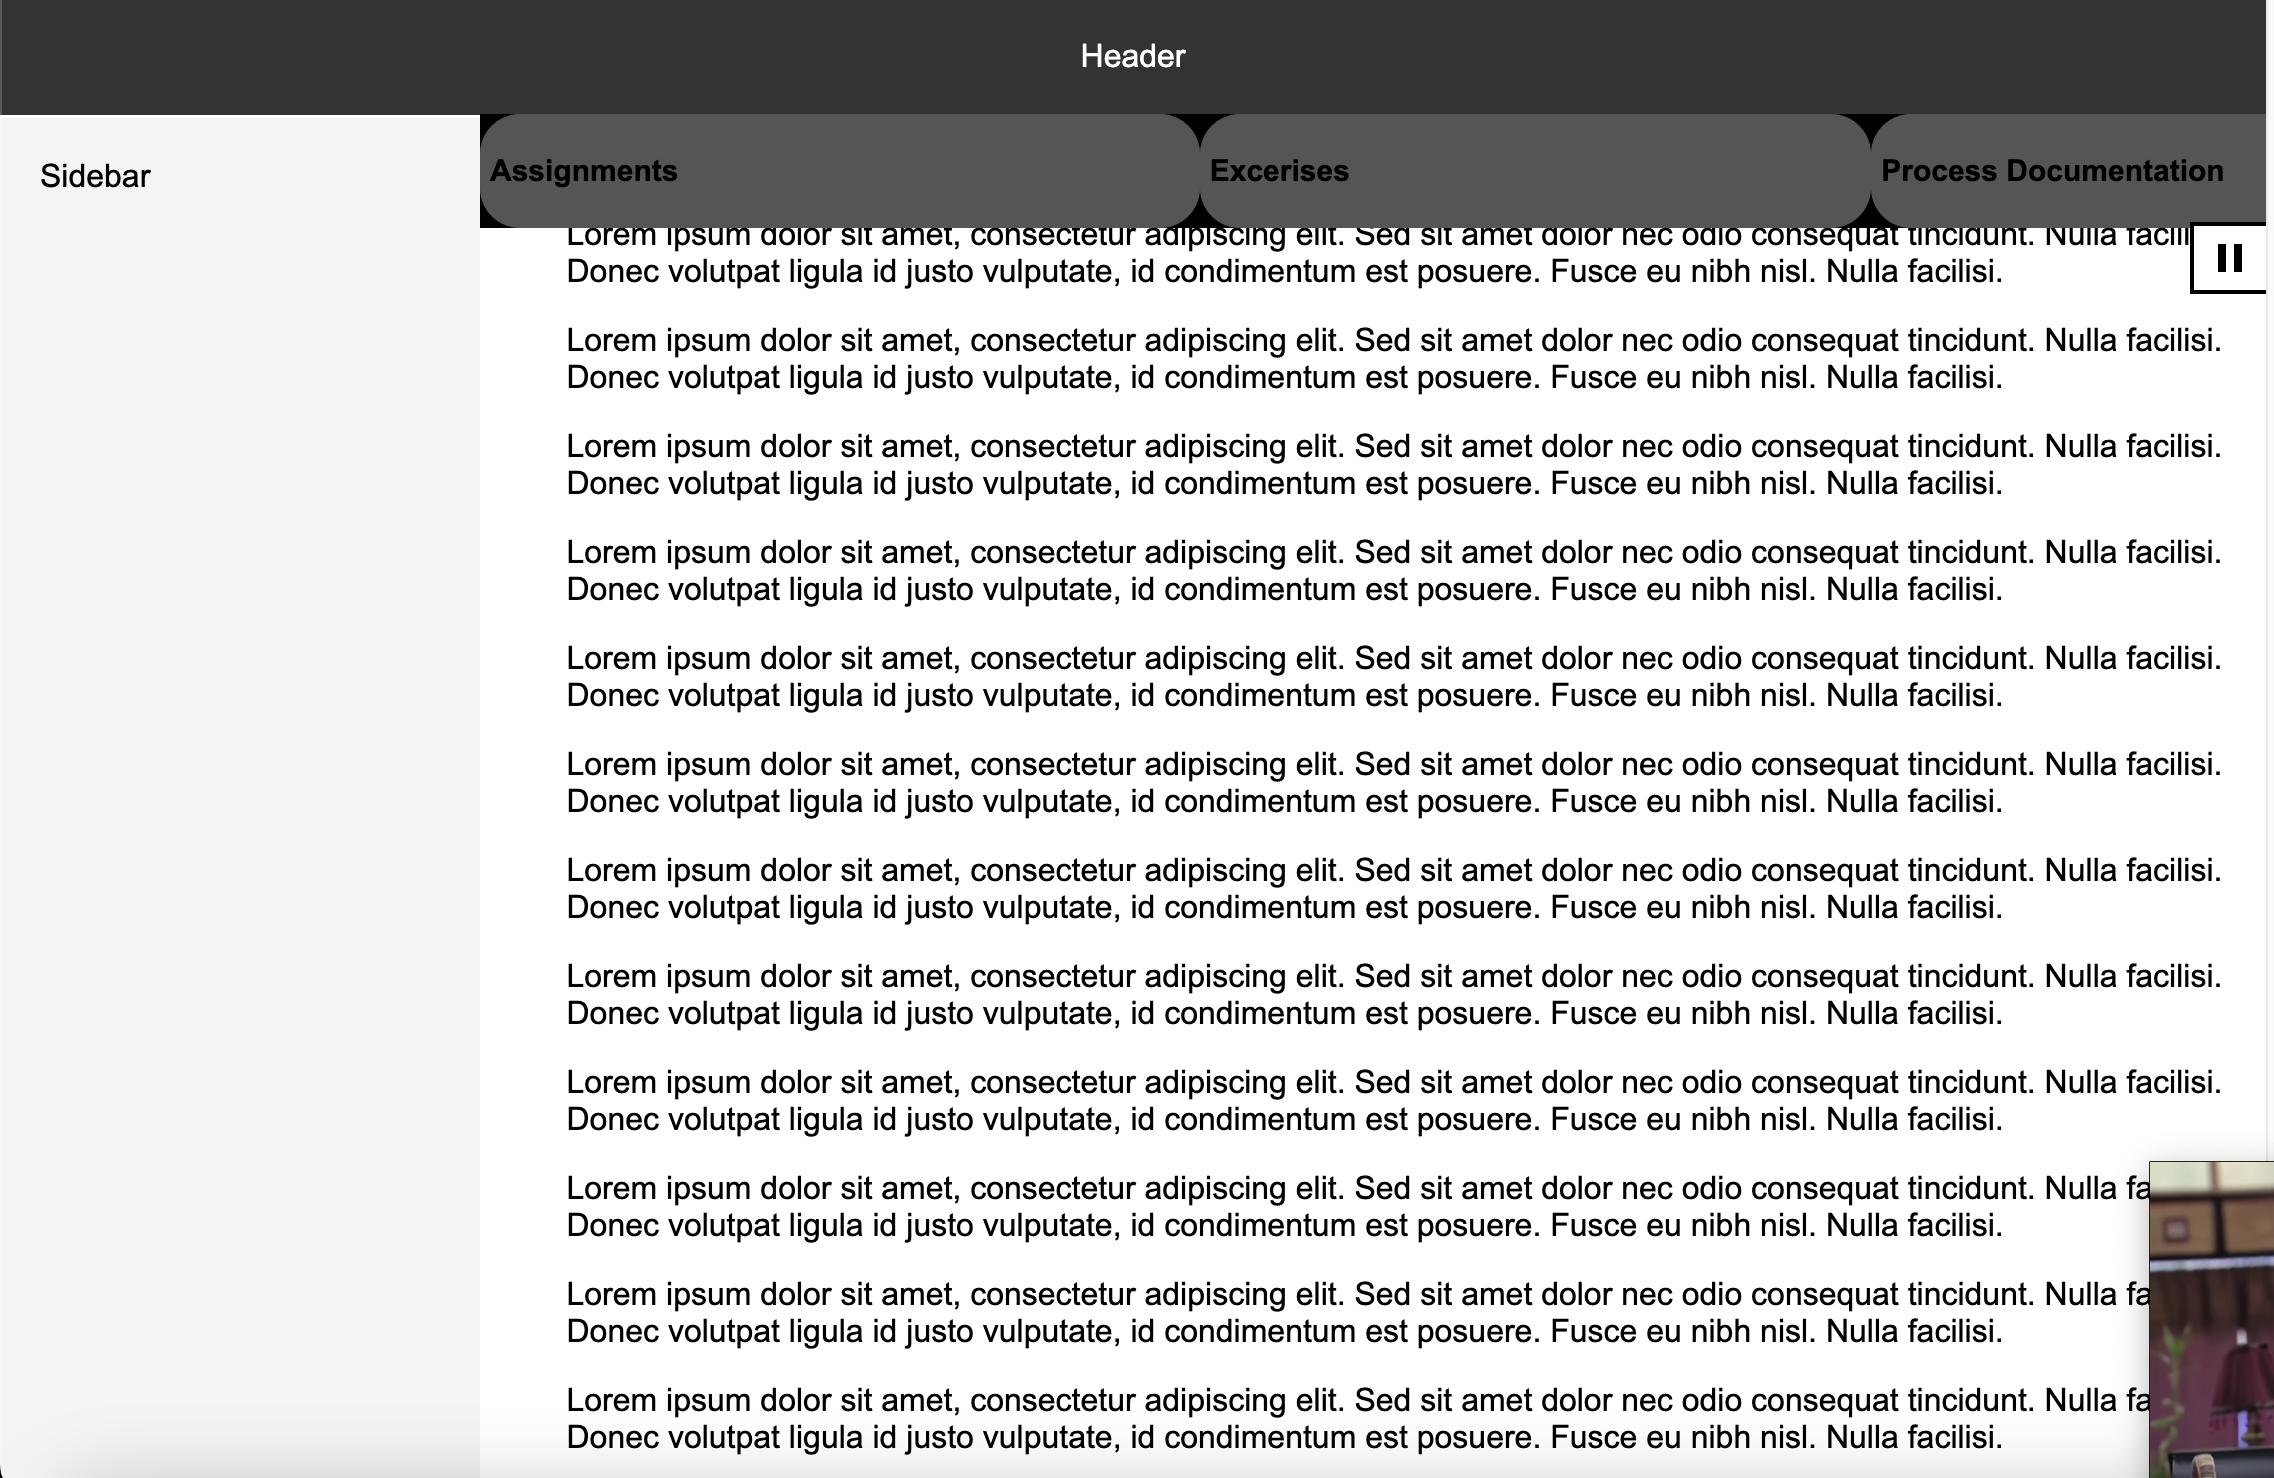 Header
Sidebar
Assignments
Excerises
Process Documentation
Lorem ipsum dolor sit amet, consectetur adipiscing elit. Sed sit amet dolor nec odio consequat tincidunt. Nulla
Donec volutpat ligula id justo vulputate, id condimentum est posuere. Fusce eu nibh nisl. Nulla facilisi.
Lorem ipsum dolor sit amet, consectetur adipiscing elit. Sed sit amet dolor nec odio consequat tincidunt. Nulla facilisi.
Donec volutpat ligula id justo vulputate, id condimentum est posuere. Fusce eu nibh nisl. Nulla facilisi.
Lorem ipsum dolor sit amet, consectetur adipiscing elit. Sed sit amet dolor nec odio consequat tincidunt. Nulla facilisi.
Donec volutpat ligula id justo vulputate, id condimentum est posuere. Fusce eu nibh nisl. Nulla facilisi.
Lorem ipsum dolor sit amet, consectetur adipiscing elit. Sed sit amet dolor nec odio consequat tincidunt. Nulla facilisi.
Donec volutpat ligula id justo vulputate, id condimentum est posuere. Fusce eu nibh nisl. Nulla facilisi.
Lorem ipsum dolor sit amet, consectetur adipiscing elit. Sed sit amet dolor nec odio consequat tincidunt. Nulla facilisi.
Donec volutpat ligula id justo vulputate, id condimentum est posuere. Fusce eu nibh nisl. Nulla facilisi.
Lorem ipsum dolor sit amet, consectetur adipiscing elit. Sed sit amet dolor nec odio consequat tincidunt. Nulla facilisi.
Donec volutpat ligula id justo vulputate, id condimentum est posuere. Fusce eu nibh nisl. Nulla facilisi.
Lorem ipsum dolor sit amet, consectetur adipiscing elit. Sed sit amet dolor nec odio consequat tincidunt. Nulla facilisi.
Donec volutpat ligula id justo vulputate, id condimentum est posuere. Fusce eu nibh nisl. Nulla facilisi.
Lorem ipsum dolor sit amet, consectetur adipiscing elit. Sed sit amet dolor nec odio consequat tincidunt. Nulla facilisi.
Donec volutpat ligula id justo vulputate, id condimentum est posuere. Fusce eu nibh nisl. Nulla facilisi.
Lorem ipsum dolor sit amet, consectetur adipiscing elit. Sed sit amet dolor nec odio consequat tincidunt. Nulla facilisi.
Donec volutpat ligula id justo vulputate, id condimentum est posuere. Fusce eu nibh nisl. Nulla facilisi.
Lorem ipsum dolor sit amet, consectetur adipiscing elit. Sed sit amet dolor nec odio consequat tincidunt. Nulla
Donec volutpat ligula id justo vulputate, id condimentum est posuere. Fusce eu nibh nisl. Nulla facilisi.
Lorem ipsum dolor sit amet, consectetur adipiscing elit. Sed sit amet dolor nec odio consequat tincidunt. Nulla
Donec volutpat ligula id justo vulputate, id condimentum est posuere. Fusce eu nibh nisl. Nulla facilisi.
Lorem ipsum dolor sit amet, consectetur adipiscing elit. Sed sit amet dolor nec odio consequat tincidunt. Nulla
Donec volutpat ligula id justo vulputate, id condimentum est posuere. Fusce eu nibh nisl. Nulla facilisi.